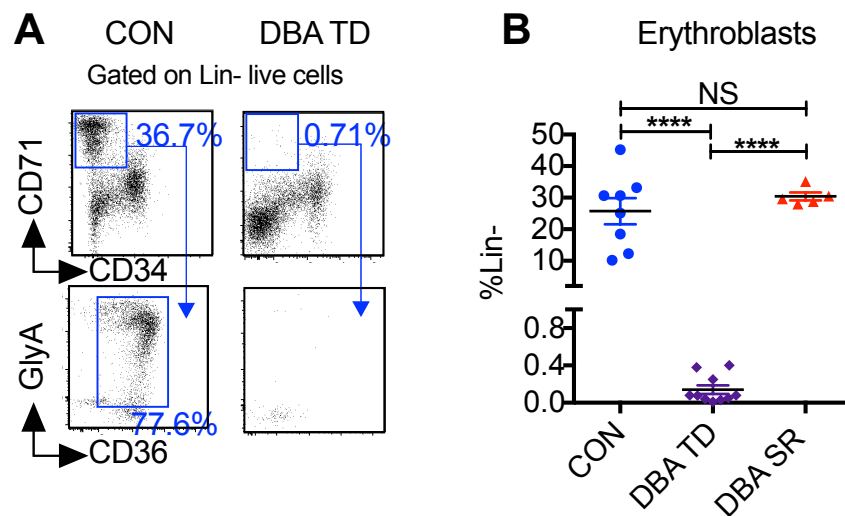 A
CON
DBA TD
Gated on Lin- live cells
36.7%
0.71%
CD71
CD34
77.6%
GlyA
CD36
B
Erythroblasts
NS
****
****
50
40
30
20
10
0.8
0.4
0.0
%Lin-
CON
DBA TD
DBA SR